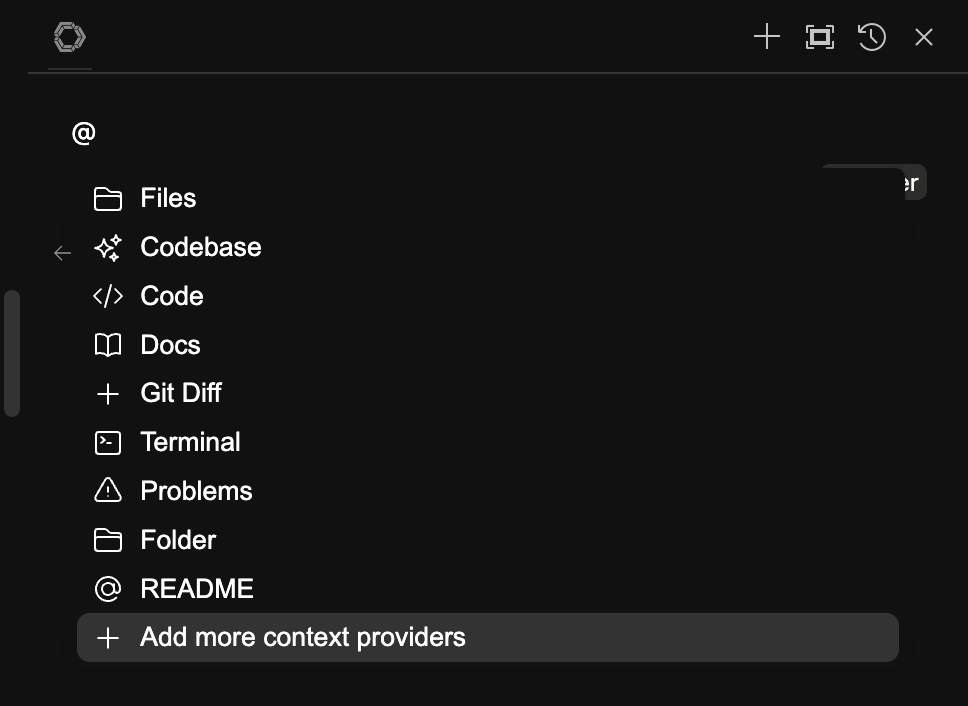 @
Files
Codebase
Code
Docs
Git Diff
Terminal
Problems
Folder
README
Add more context providers